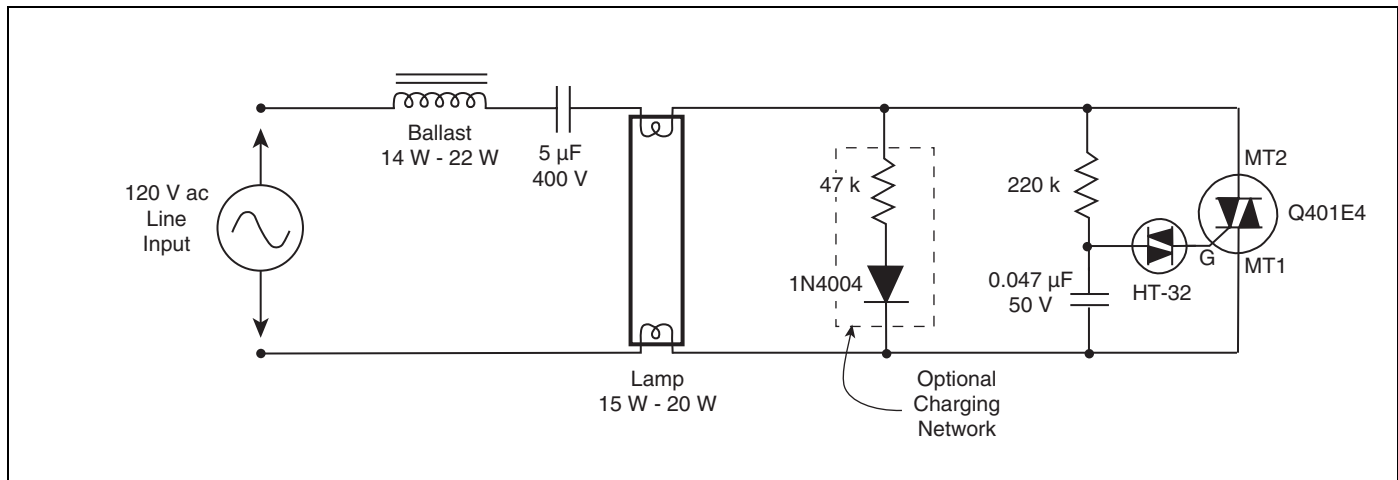 120 V ac
Line
Input
Ballast
14 W - 22 W
5 µF
400 V
Lamp
15 W - 20 W
47 k
1N4004
Optional
Charging
Network
220 k
0.047 µF
50 V
HT-32
G
MT2
Q401E4
MT1